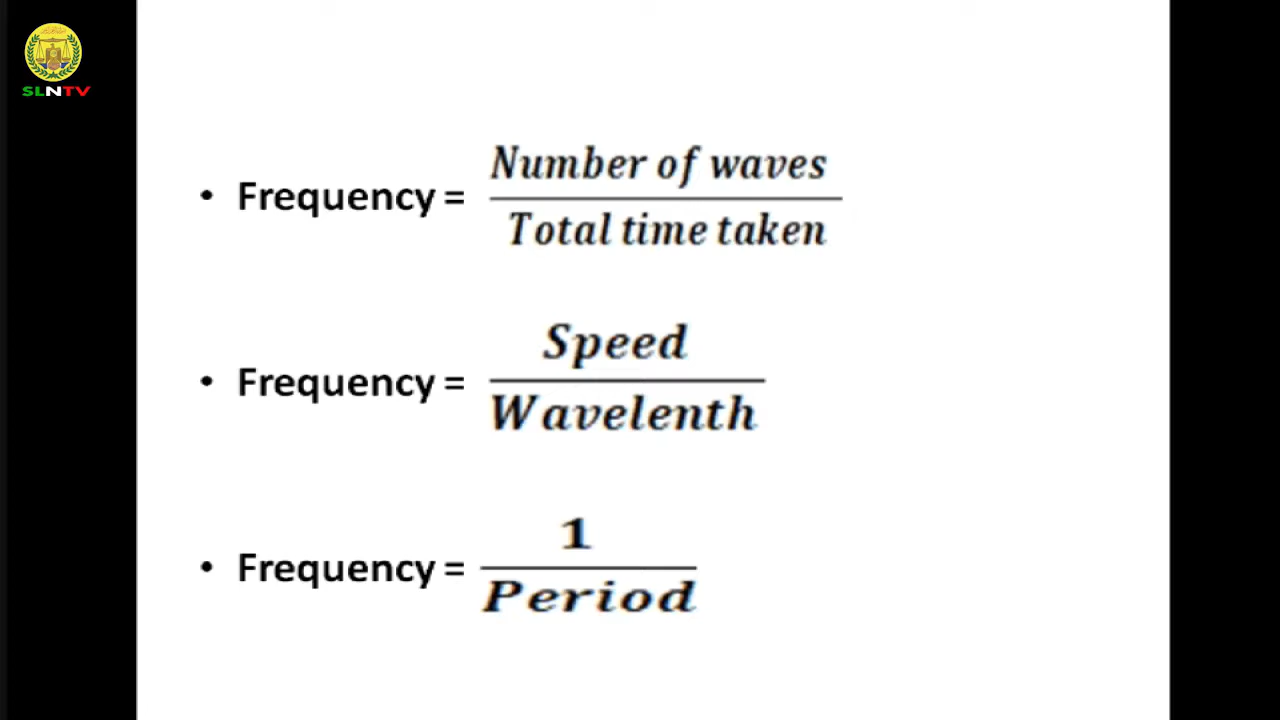 SLNTV
• Frequency = Number of waves / Total time taken
• Frequency = Speed / Wavelenth
• Frequency = 1 / Period